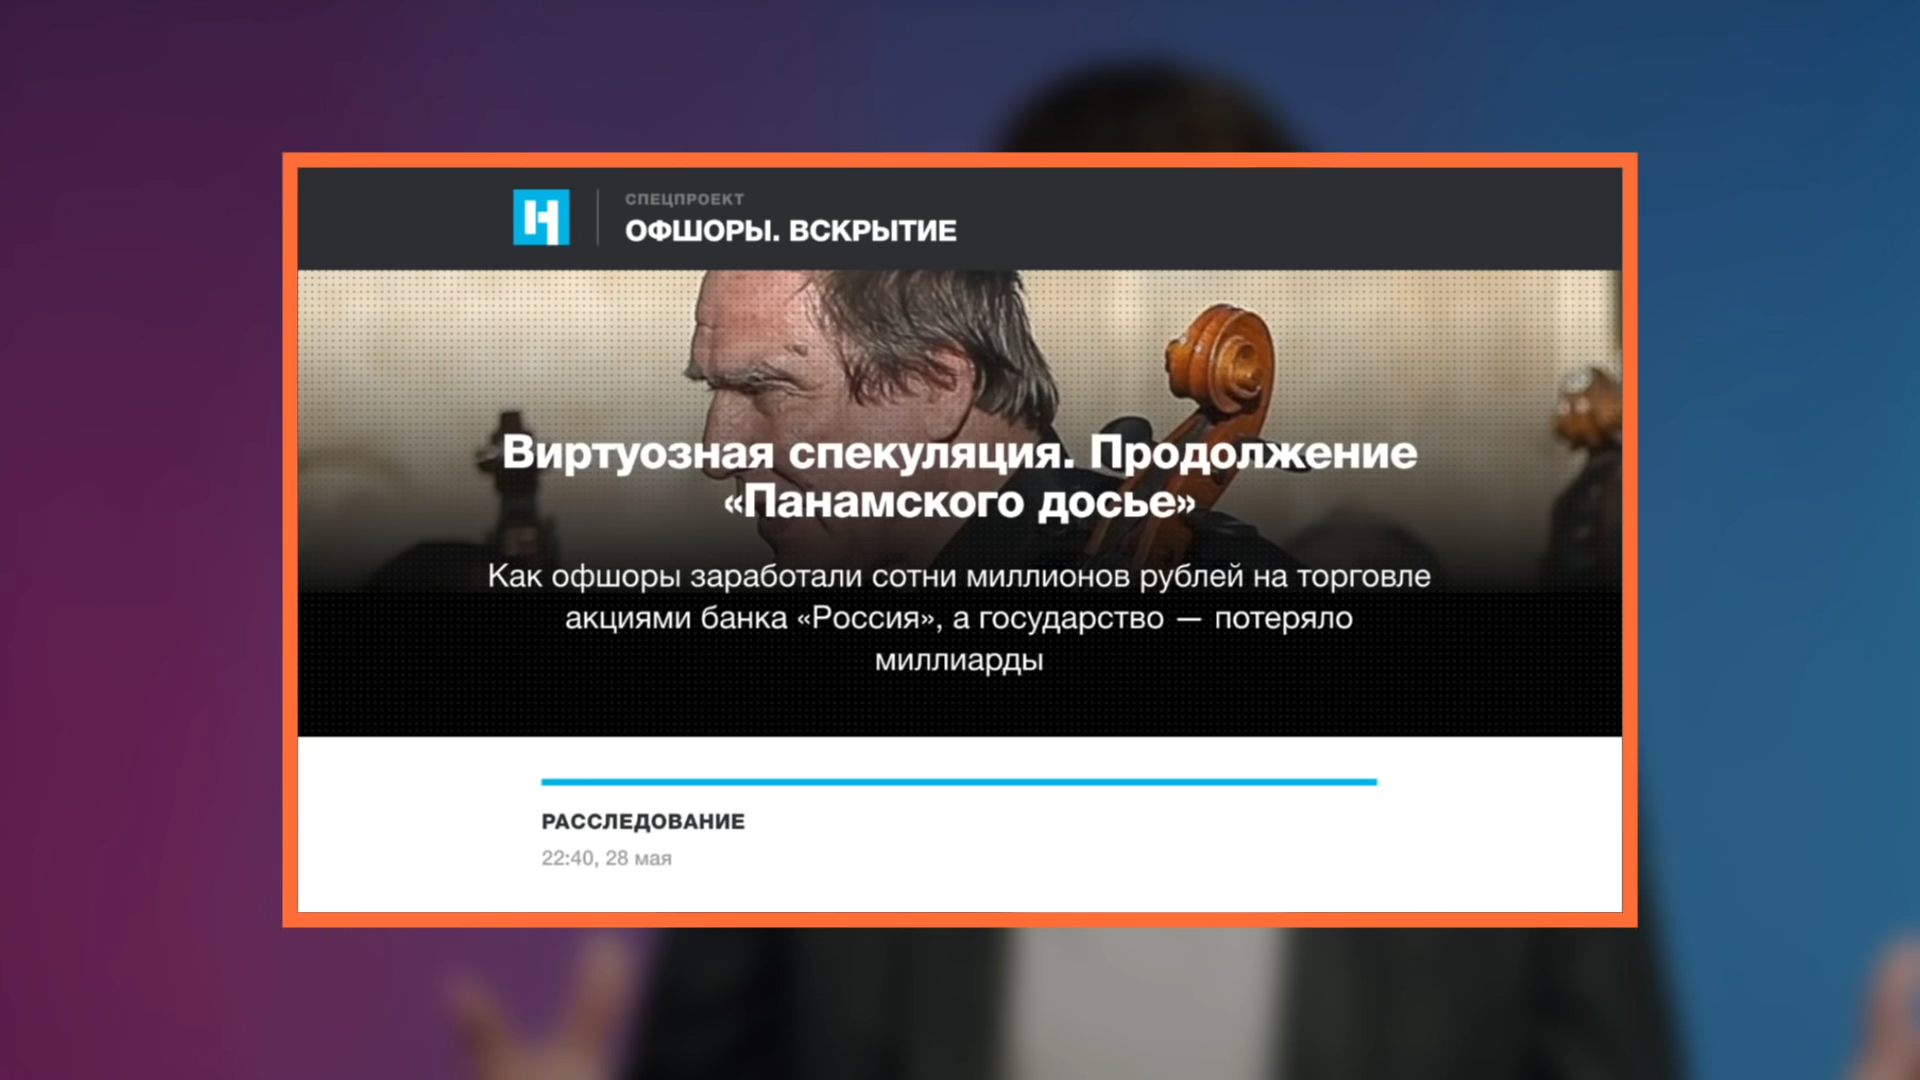 СПЕЦПРОЕКТ
ОФШОРЫ. ВСКРЫТИЕ
Виртуозная спекуляция. Продолжение
«Панамского досье»
Как офшоры заработали сотни миллионов рублей на торговле
акциями банка «Россия», а государство — потеряло
миллиарды
РАССЛЕДОВАНИЕ
22:40, 28 мая